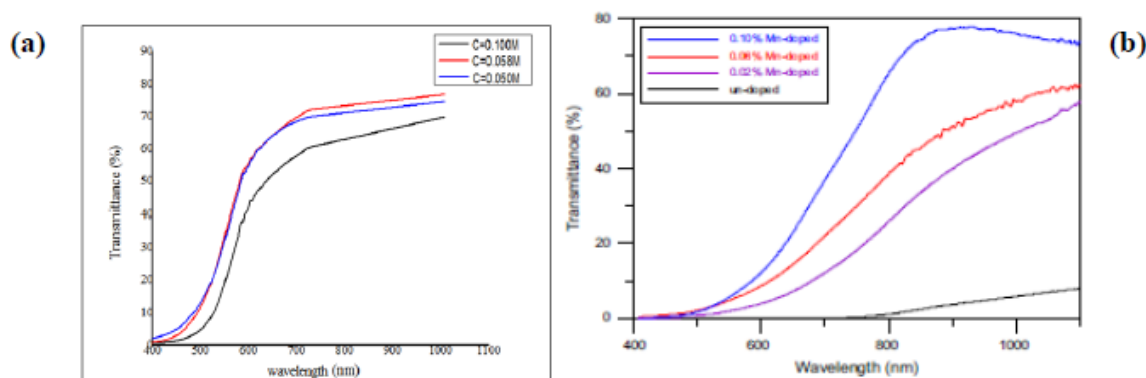 (a)
90
80
70
60
50
40
30
20
10
400 500 600 700 800 900 1000 1100
Transmittance (%)
wavelength (nm)
C=0.100M
C=0.058M
C=0.050M
(b)
80
60
40
20
0
400 600 800 1000
Transmittance (%)
Wavelength (nm)
0.10% Mn-doped
0.06% Mn-doped
0.02% Mn-doped
un-doped